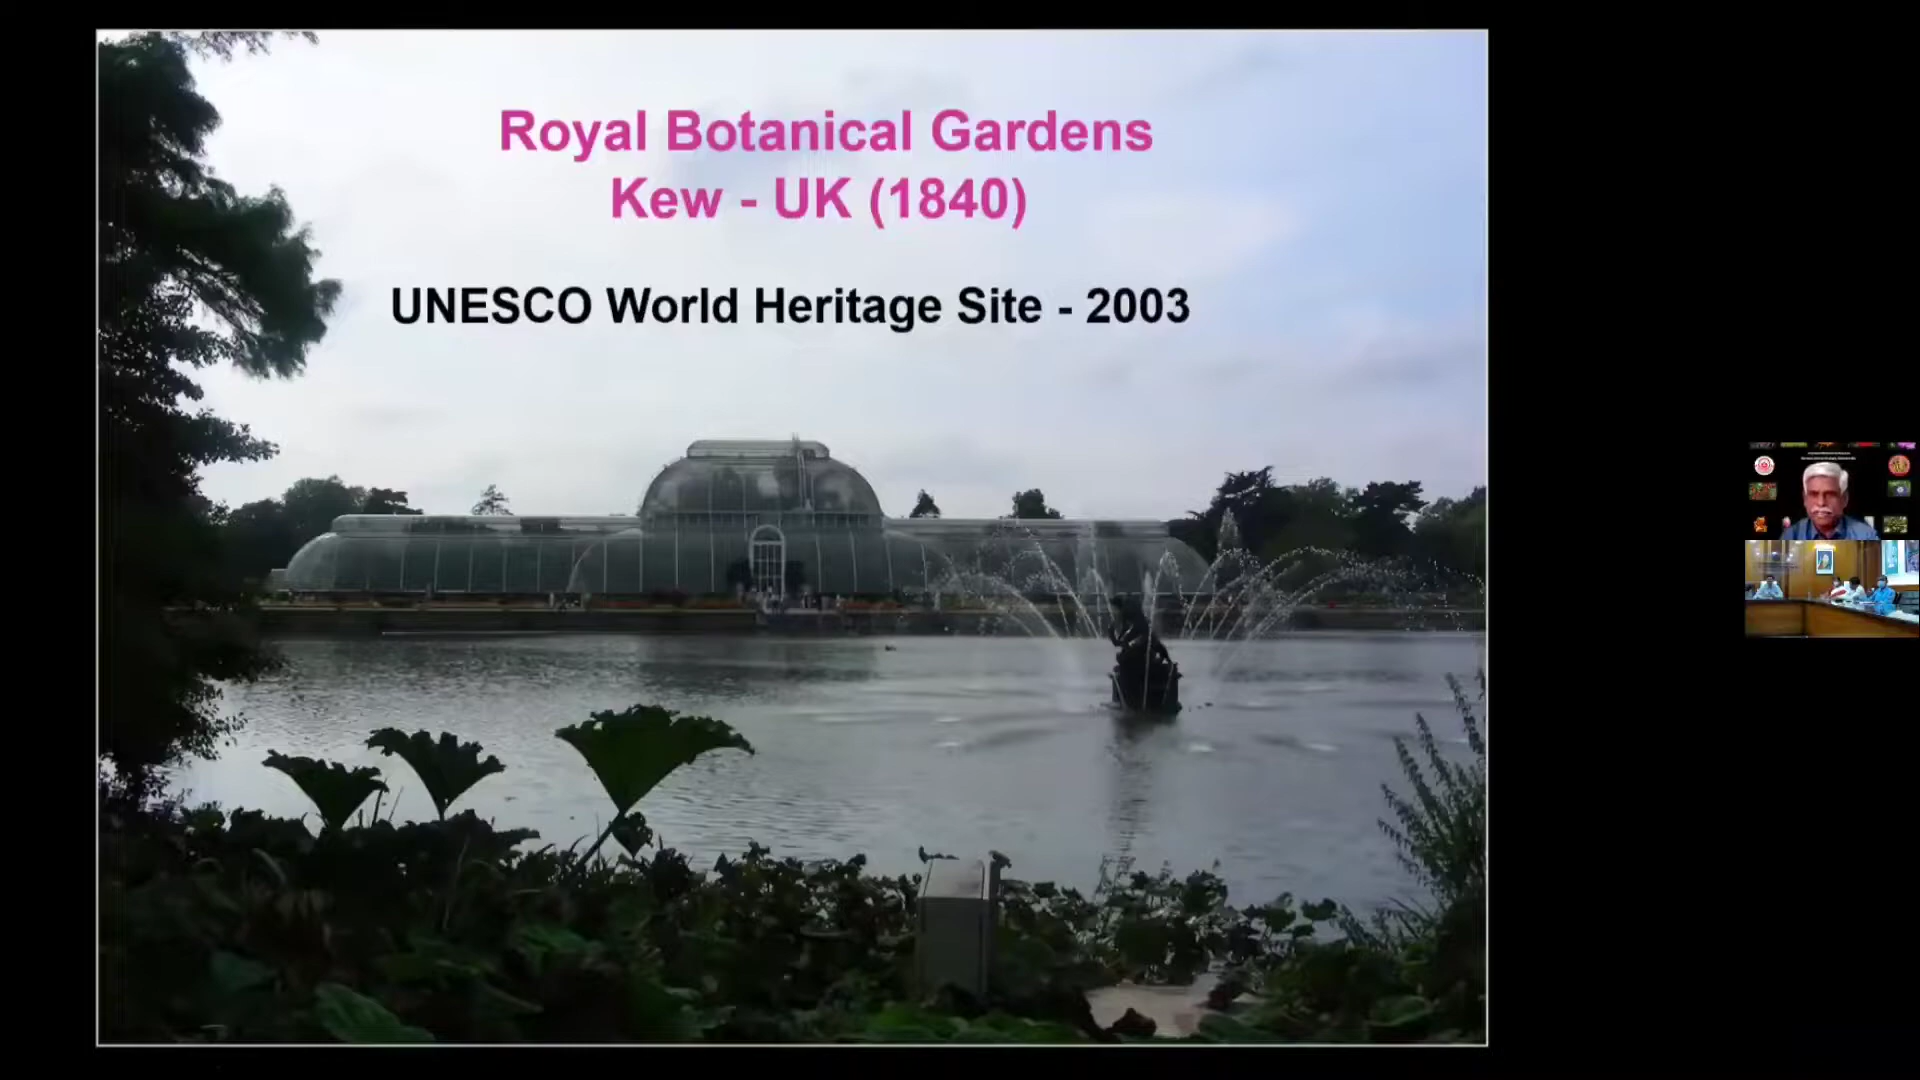 Royal Botanical Gardens
Kew - UK (1840)
UNESCO World Heritage Site - 2003